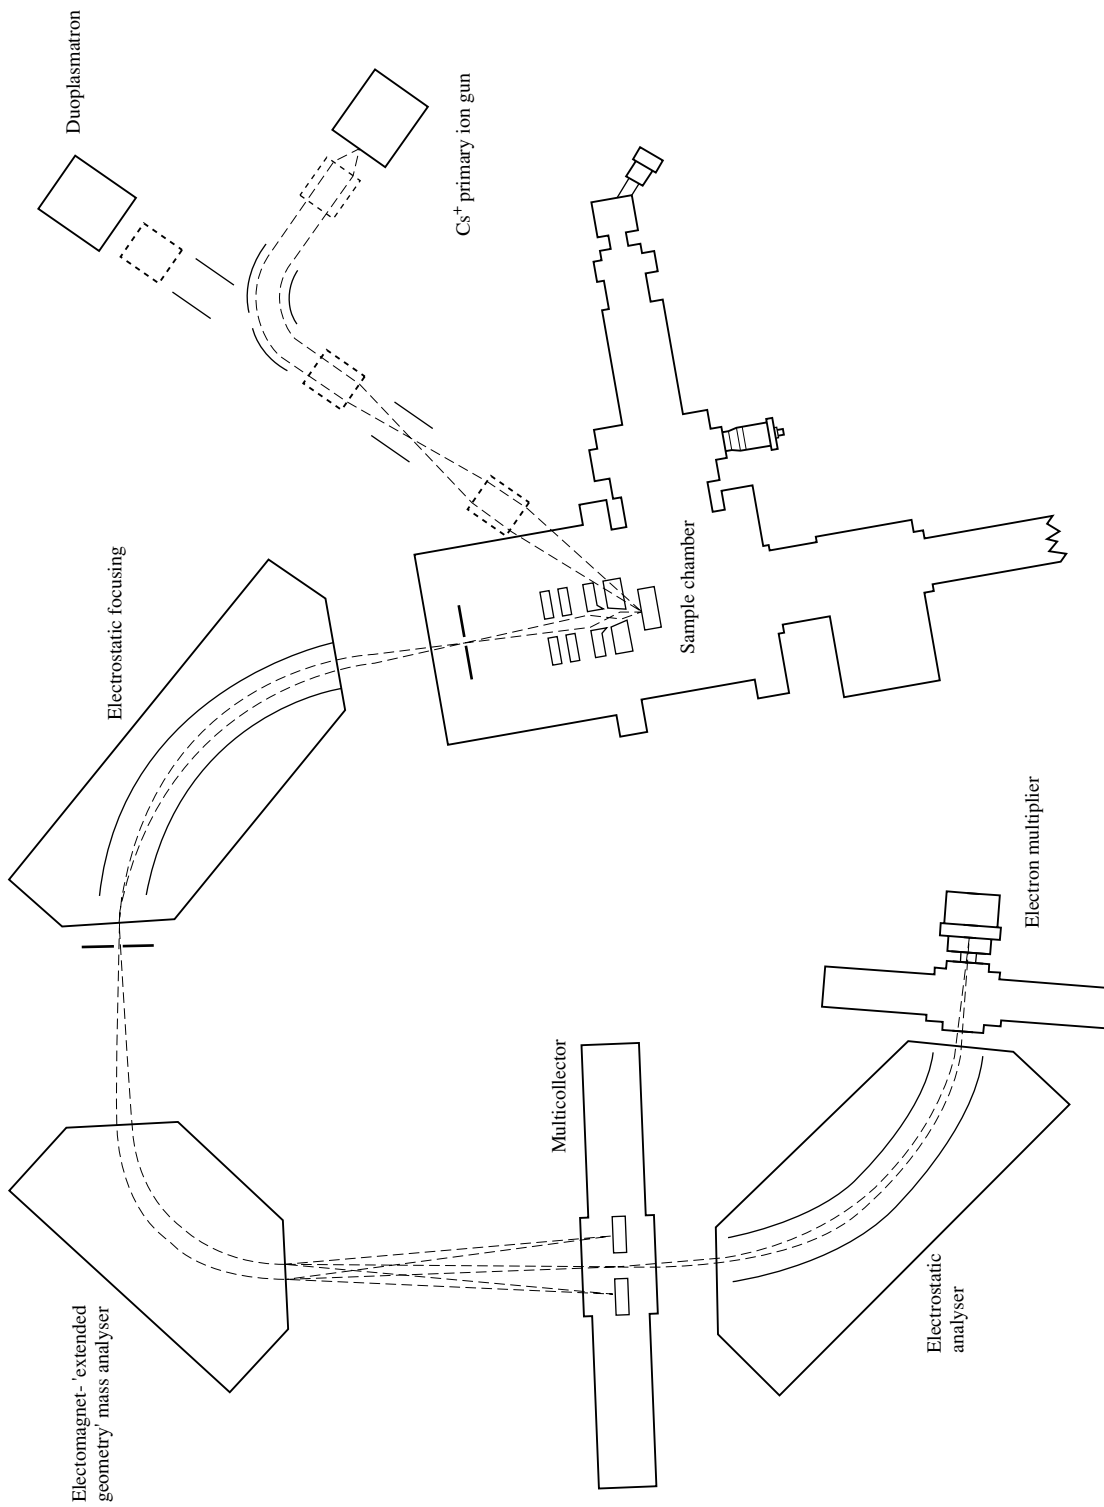 Duoplasmatron
Cs⁺ primary ion gun
Electrostatic focusing
Sample chamber
Electron multiplier
Multicollector
Electrostatic
analyser
Electomagnet- 'extended
geometry' mass analyser